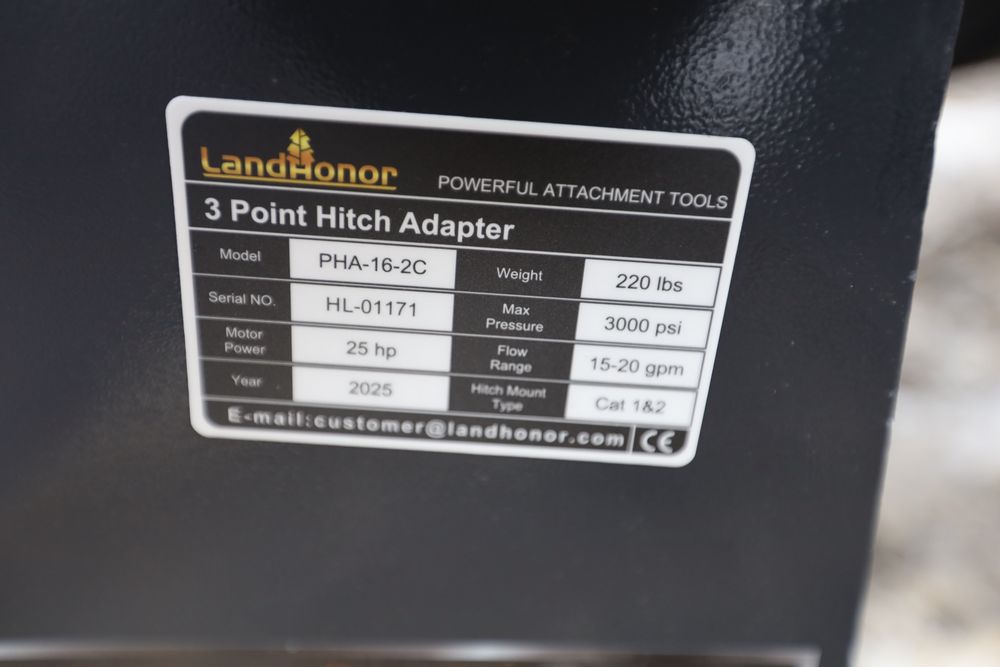 LandHonor
POWERFUL ATTACHMENT TOOLS
3 Point Hitch Adapter
Model PHA-16-2C Weight 220 lbs
Serial NO. HL-01171 Max Pressure 3000 psi
Motor Power 25 hp Flow Range 15-20 gpm
Year 2025 Hitch Mount Type Cat 1&2
E-mail:customer@landhonor.com CE